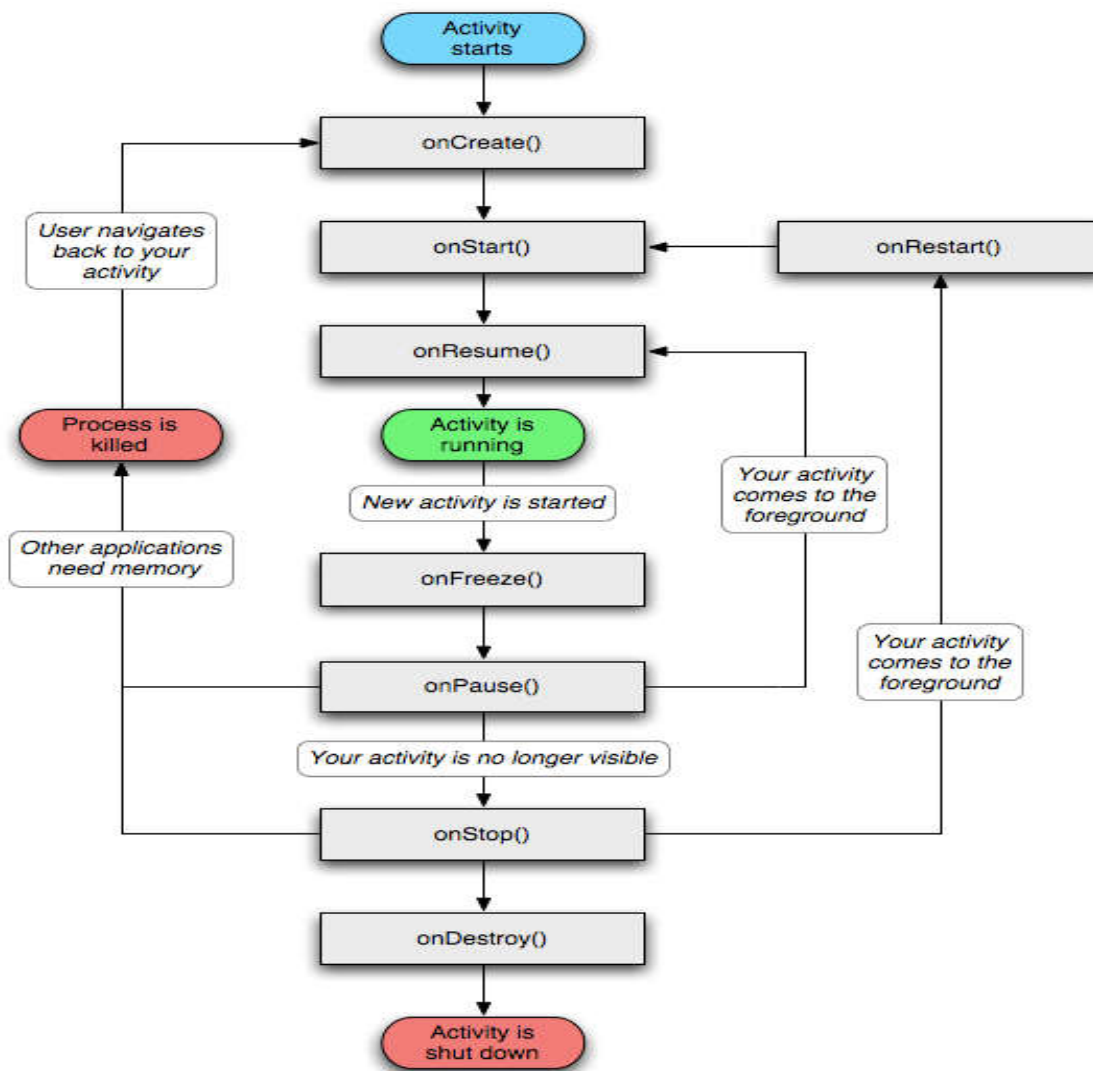 Activity
starts
onCreate()
User navigates
back to your
activity
onStart()
onRestart()
onResume()
Process is
killed
Activity is
running
New activity is started
Your activity
comes to the
foreground
Other applications
need memory
onFreeze()
Your activity
comes to the
foreground
onPause()
Your activity is no longer visible
onStop()
onDestroy()
Activity is
shut down